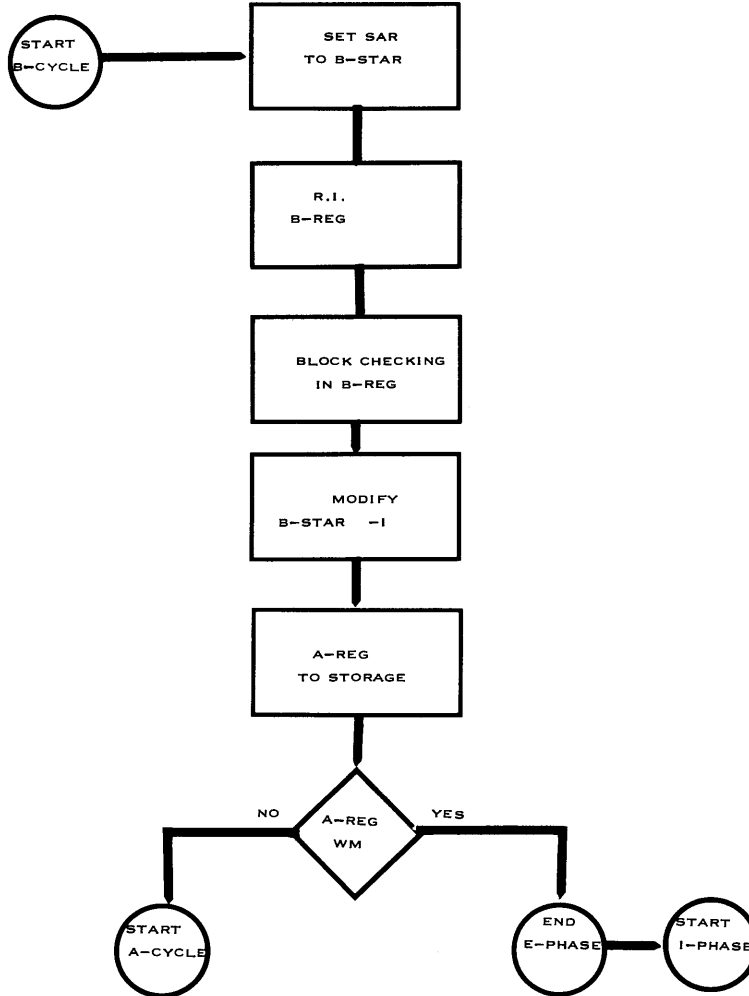 START
B-CYCLE
SET SAR
TO B-STAR
R.I.
B-REG
BLOCK CHECKING
IN B-REG
MODIFY
B-STAR -1
A-REG
TO STORAGE
NO
A-REG
WM
YES
START
A-CYCLE
END
E-PHASE
START
I-PHASE